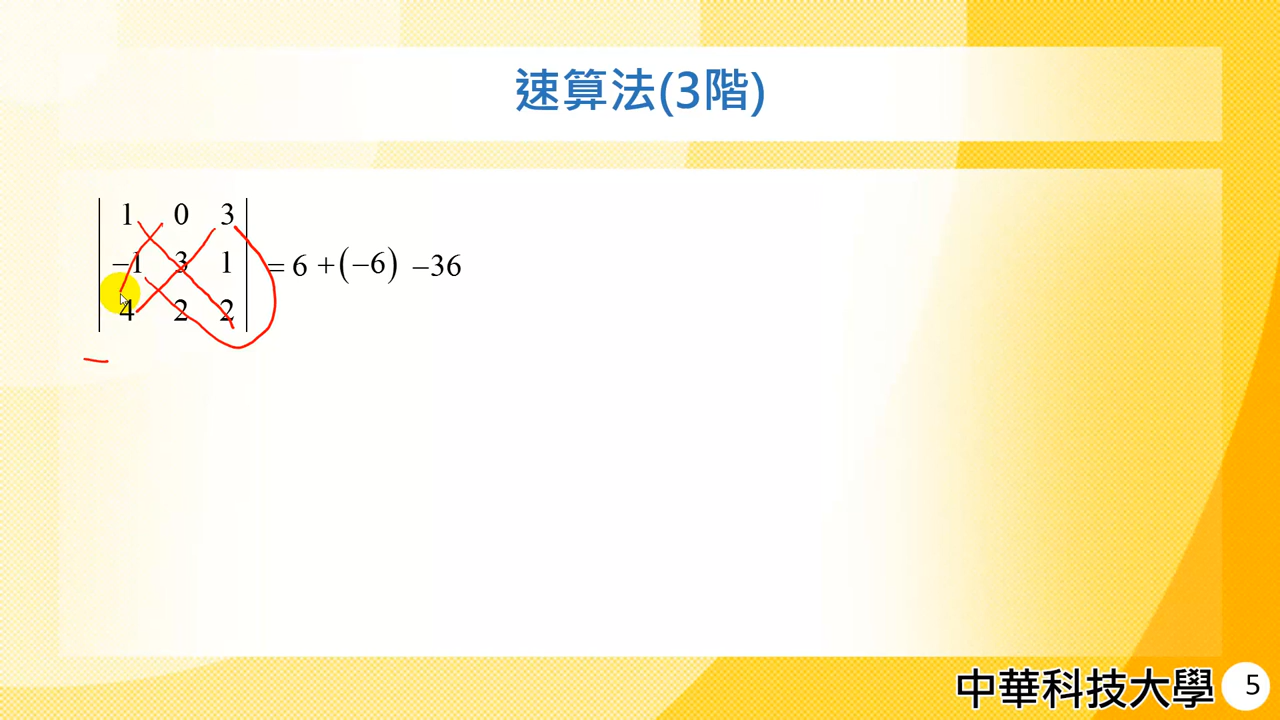 速算法(3階)
| 1 0 3 |
| −1 3 1 | = 6 + (−6) −36
| 4 2 2 |
−
中華科技大學 5